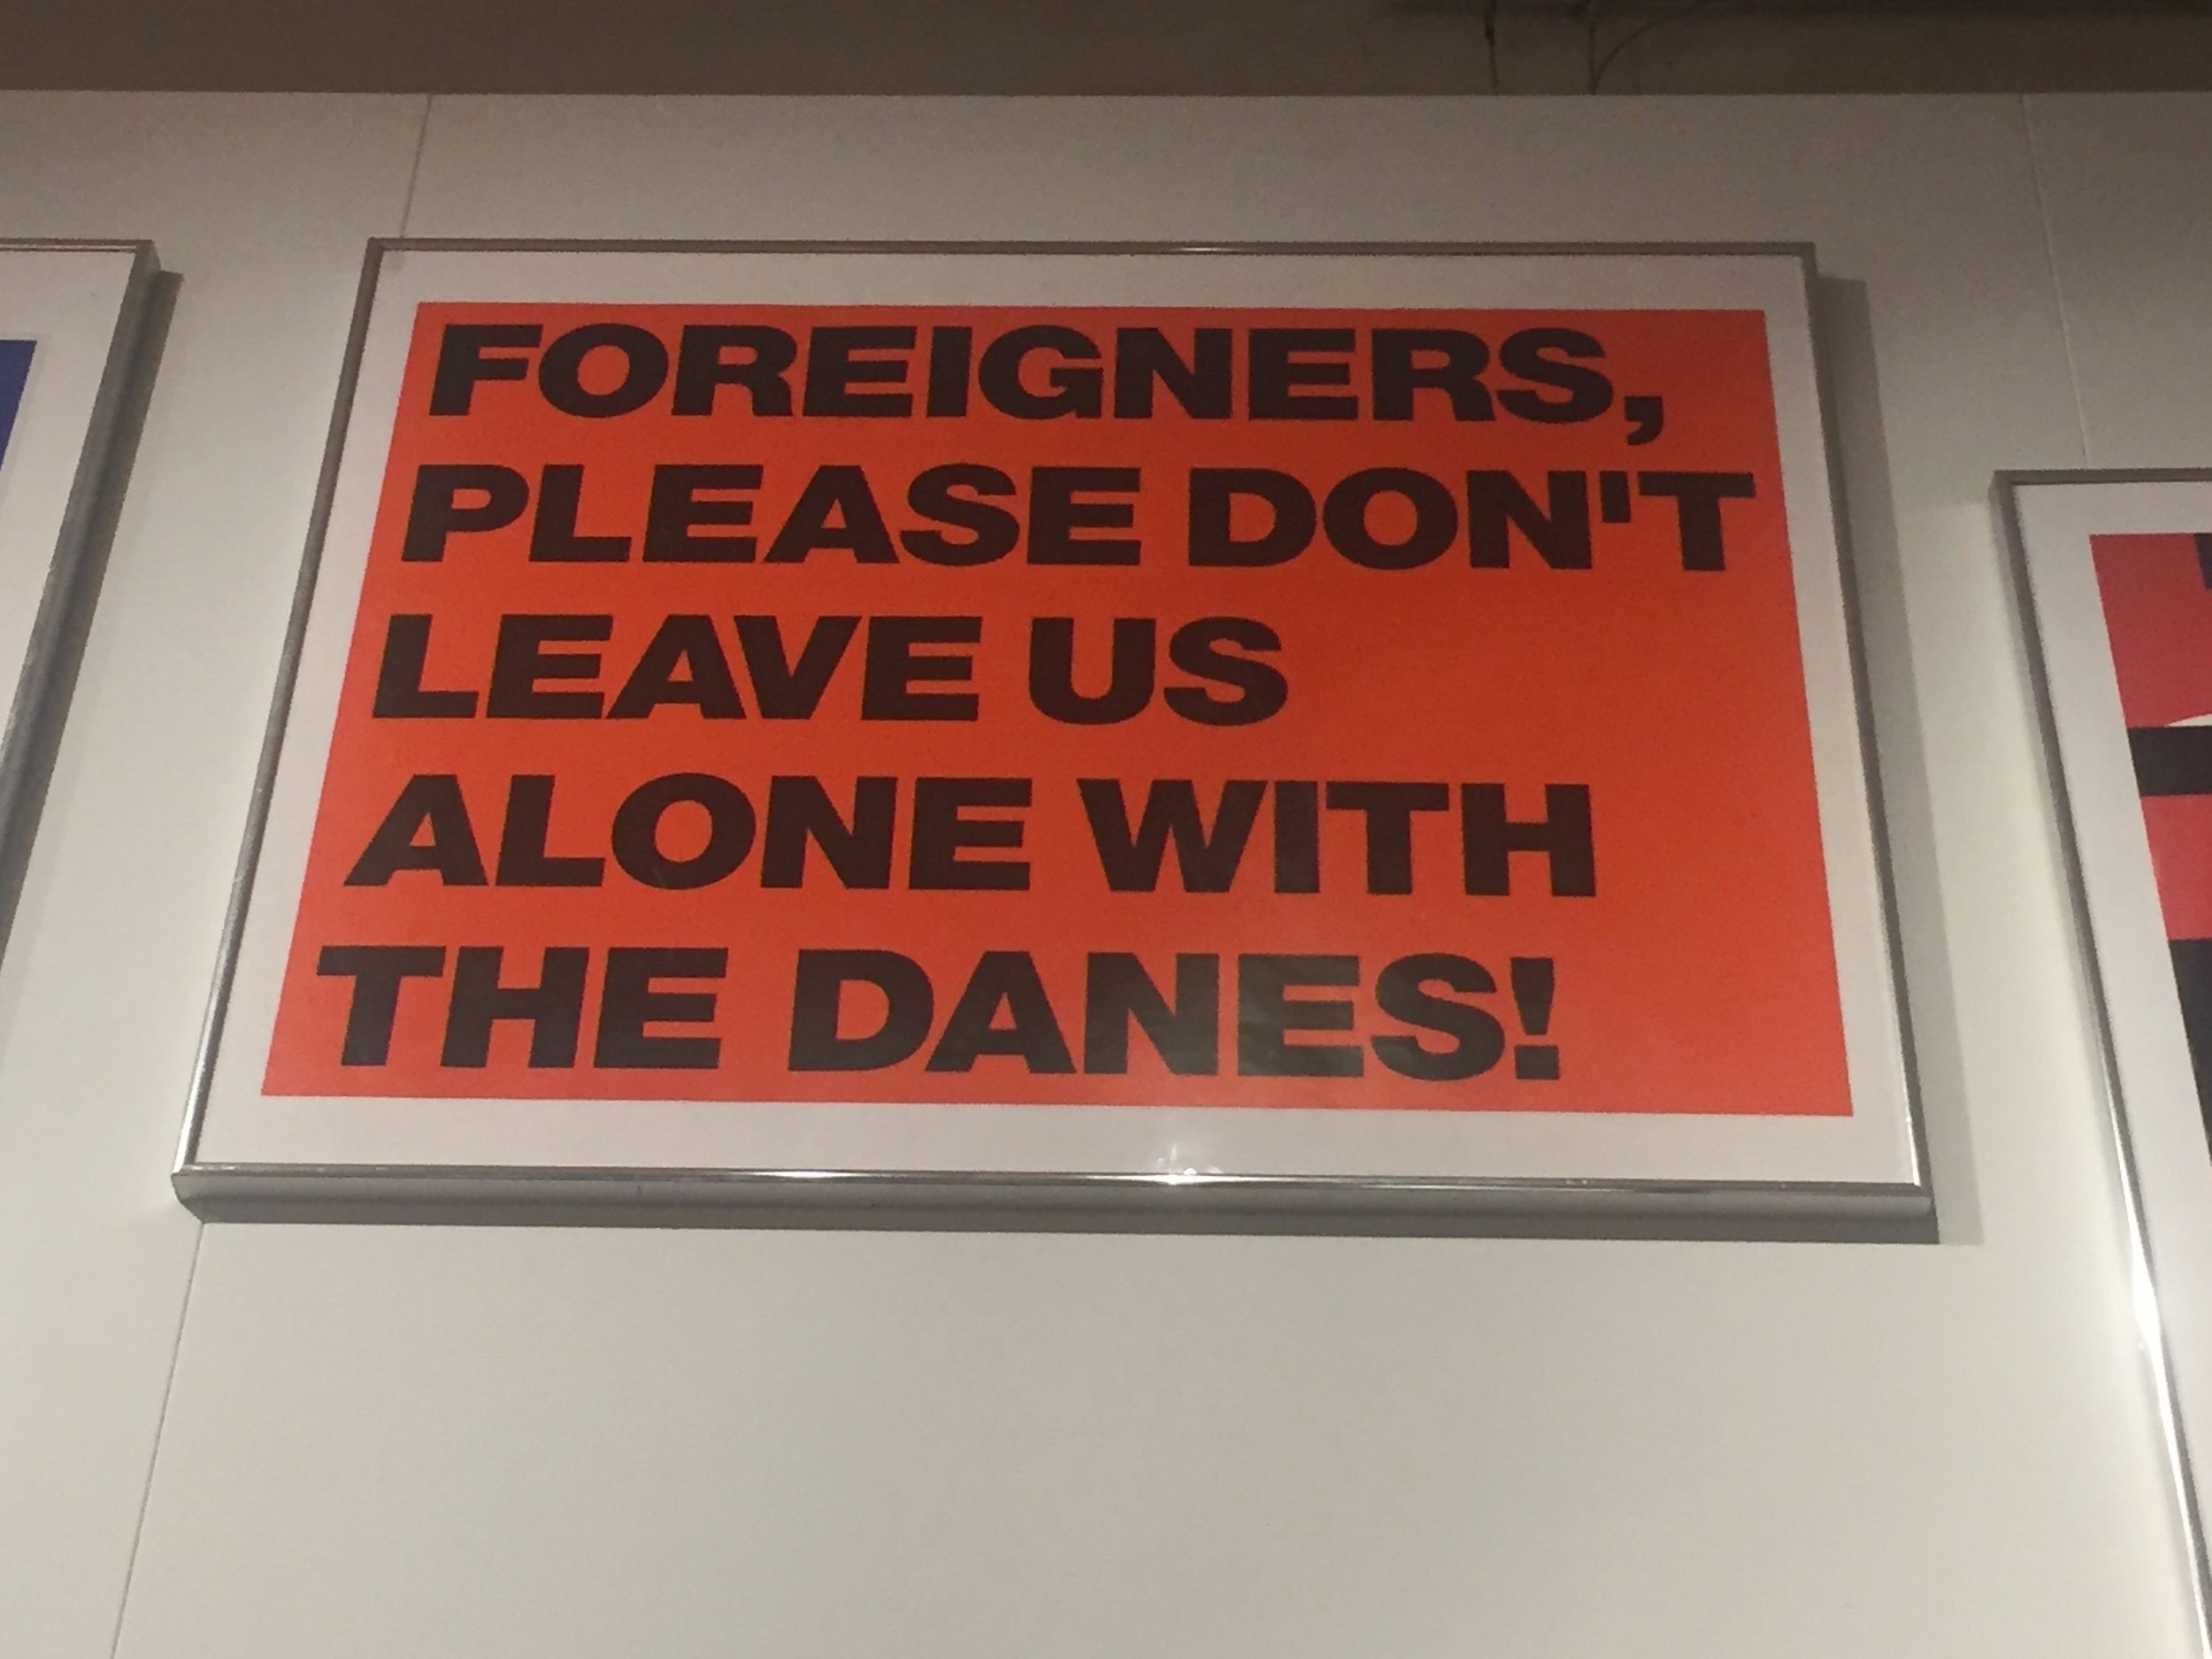 FOREIGNERS,
PLEASE DON'T
LEAVE US
ALONE WITH
THE DANES!